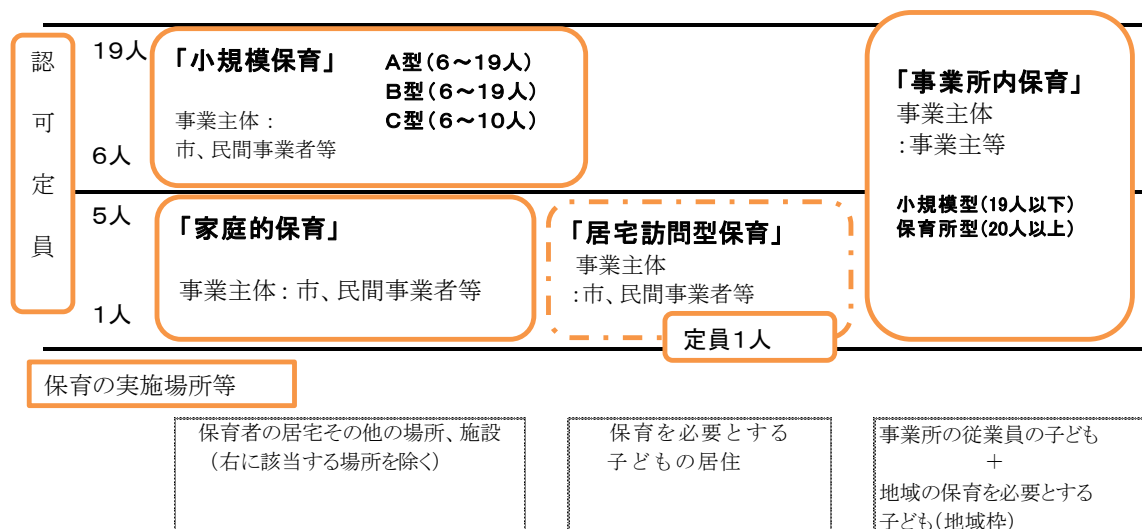 認可定員
19人
6人
5人
1人
「小規模保育」 A型(6～19人)
B型(6～19人)
C型(6～10人)
事業主体：
市、民間事業者等
「家庭的保育」
事業主体：市、民間事業者等
「居宅訪問型保育」
事業主体
：市、民間事業者等
定員1人
「事業所内保育」
事業主体
：事業主等
小規模型(19人以下)
保育所型(20人以上)
保育の実施場所等
保育者の居宅その他の場所、施設
（右に該当する場所を除く）
保育を必要とする
子どもの居住
事業所の従業員の子ども
＋
地域の保育を必要とする
子ども（地域枠）